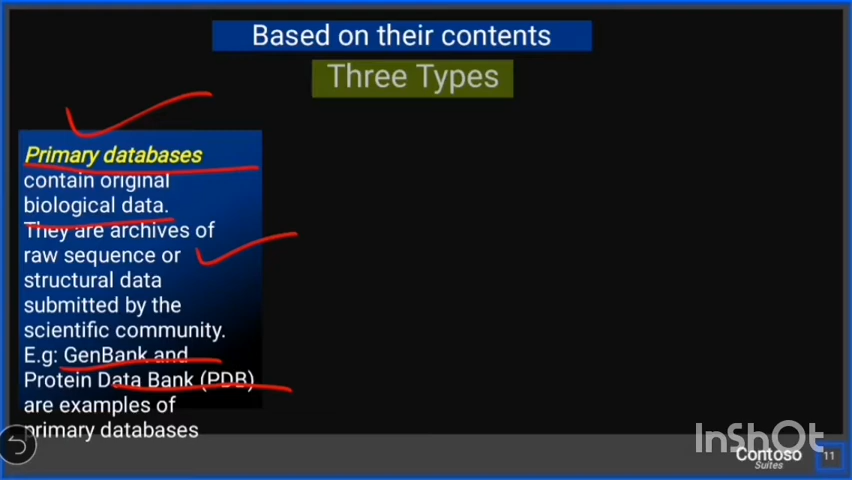 Based on their contents
Three Types
Primary databases
contain original
biological data.
They are archives of
raw sequence or
structural data
submitted by the
scientific community.
E.g: GenBank and
Protein Data Bank (PDB)
are examples of
primary databases
InShOt
Contoso
Suites
11